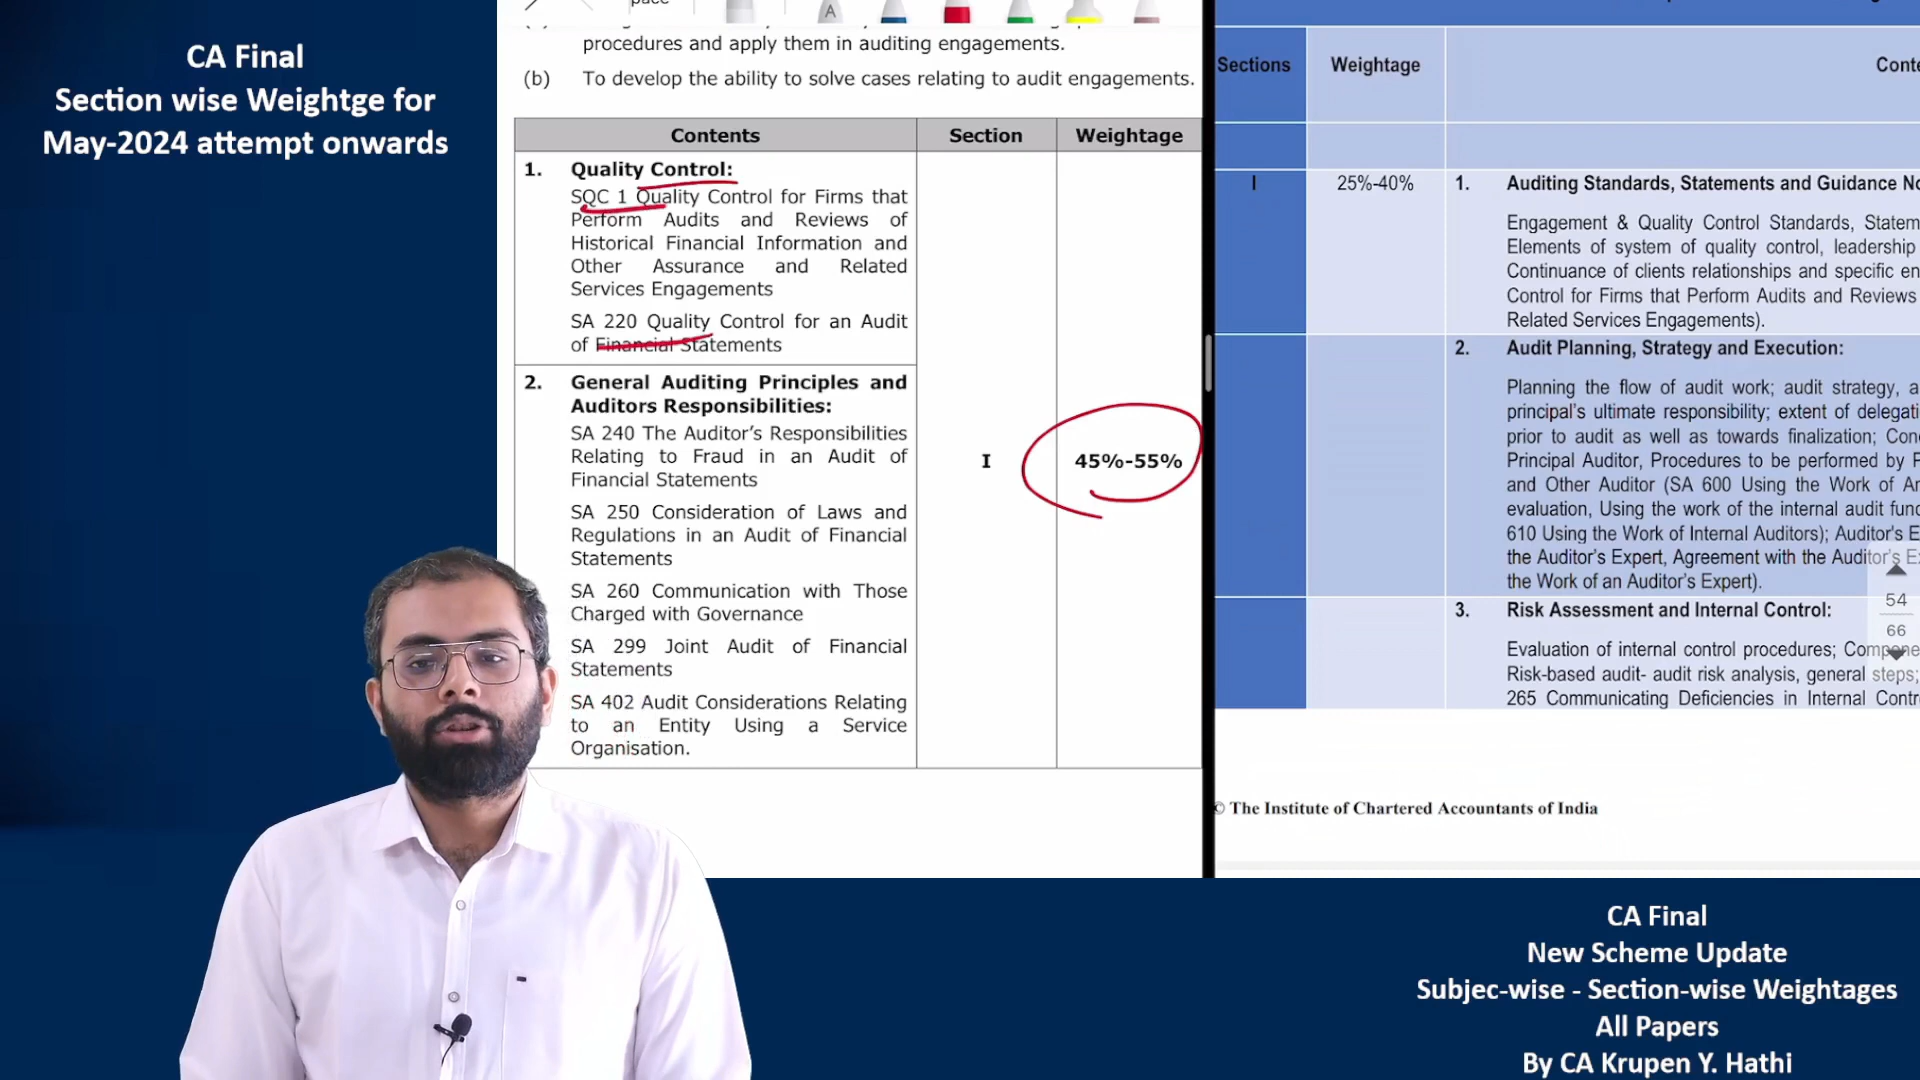 CA Final
Section wise Weightge for
May-2024 attempt onwards
procedures and apply them in auditing engagements.
(b) To develop the ability to solve cases relating to audit engagements.
Contents Section Weightage
1. Quality Control:
SQC 1 Quality Control for Firms that
Perform Audits and Reviews of
Historical Financial Information and
Other Assurance and Related
Services Engagements
SA 220 Quality Control for an Audit
of Financial Statements
2. General Auditing Principles and
Auditors Responsibilities:
SA 240 The Auditor's Responsibilities
Relating to Fraud in an Audit of
Financial Statements
I 45%-55%
SA 250 Consideration of Laws and
Regulations in an Audit of Financial
Statements
SA 260 Communication with Those
Charged with Governance
SA 299 Joint Audit of Financial
Statements
SA 402 Audit Considerations Relating
to an Entity Using a Service
Organisation.
A
Sections Weightage
I 25%-40% 1. Auditing Standards, Statements and Guidance
Engagement & Quality Control Standards,
Elements of system of quality control, leadership
Continuance of clients relationships and specific
Control for Firms that Perform Audits and Reviews
Related Services Engagements).
2. Audit Planning, Strategy and Execution:
Planning the flow of audit work; audit strategy,
principal's ultimate responsibility; extent of
prior to audit as well as towards finalization;
Principal Auditor, Procedures to be performed by
and Other Auditor (SA 600 Using the Work of
evaluation, Using the work of the internal audit
610 Using the Work of Internal Auditors);
the Auditor's Expert, Agreement with the Auditor's
the Work of an Auditor's Expert).
3. Risk Assessment and Internal Control:
Evaluation of internal control procedures;
Risk-based audit- audit risk analysis, general steps;
265 Communicating Deficiencies in Internal
54
66
© The Institute of Chartered Accountants of India
CA Final
New Scheme Update
Subjec-wise - Section-wise Weightages
All Papers
By CA Krupen Y. Hathi